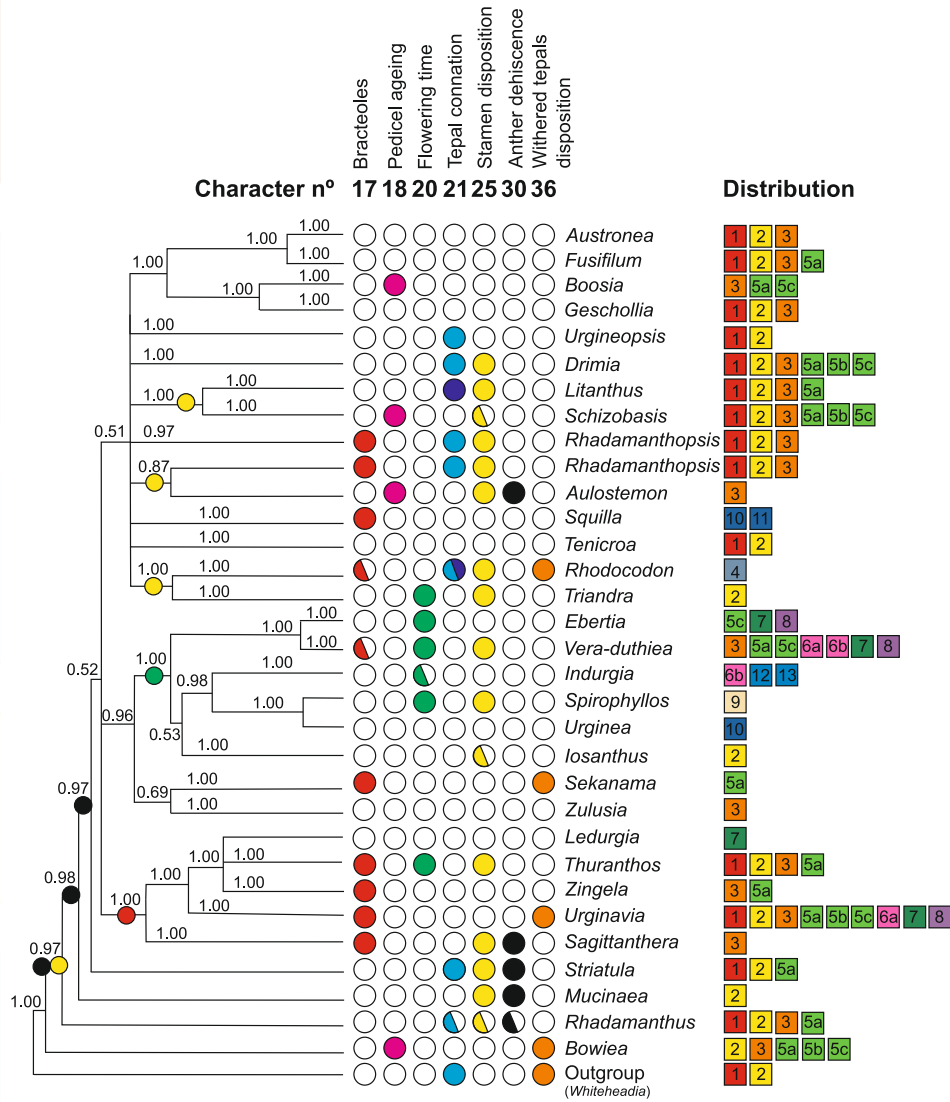 Bracteoles
Pedicel ageing
Flowering time
Tepal connation
Stamen disposition
Anther dehiscence
Withered tepals
disposition
Character nº 17 18 20 21 25 30 36 Distribution
1.00 1.00 Austronea 1 2 3
1.00 1.00 Fusifilum 1 2 3 5a
1.00 1.00 Boosia 3 5a 5c
1.00 Geschollia 1 2 3
1.00 Urgineopsis 1 2
1.00 Drimia 1 2 3 5a 5b 5c
1.00 1.00 Litanthus 1 2 3 5a
1.00 Schizobasis 1 2 3 5a 5b 5c
0.51 0.97 Rhadamanthopsis 1 2 3
0.87 Rhadamanthopsis 1 2 3
Aulostemon 3
1.00 Squilla 10 11
1.00 Tenicroa 1 2
1.00 1.00 Rhodocodon 4
1.00 Triandra 2
1.00 Ebertia 5c 7 8
1.00 1.00 Vera-duthiea 3 5a 5c 6a 6b 7 8
0.52 0.98 1.00 Indurgia 6b 12 13
1.00 Spirophyllos 9
0.96 0.53 Urginea 10
1.00 Iosanthus 2
0.97 0.69 1.00 Sekanama 5a
1.00 Zulusia 3
Ledurgia 7
1.00 1.00 Thuranthos 1 2 3 5a
0.98 1.00 Zingela 3 5a
1.00 1.00 Urginavia 1 2 3 5a 5b 5c 6a 7 8
1.00 Sagittanthera 3
0.97 Striatula 1 2 5a
1.00 Mucinaea 2
Rhadamanthus 1 2 3 5a
Bowiea 2 3 5a 5b 5c
Outgroup 1 2
(Whiteheadia)